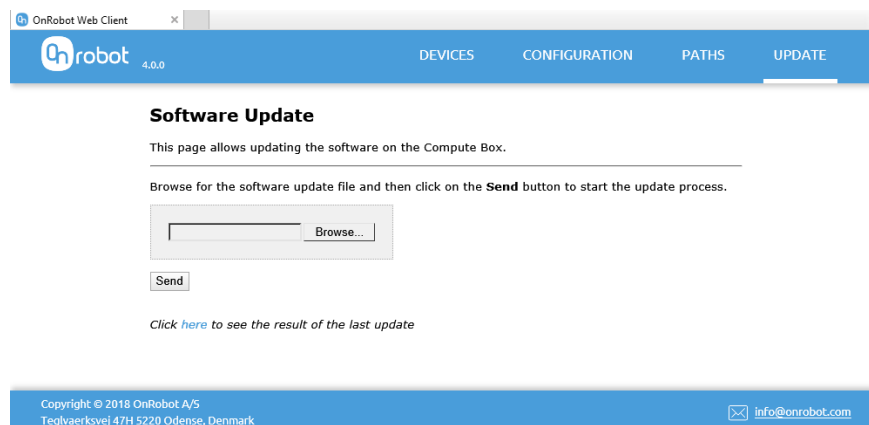 OnRobot Web Client
On robot 4.0.0
DEVICES CONFIGURATION PATHS UPDATE
Software Update
This page allows updating the software on the Compute Box.
Browse for the software update file and then click on the Send button to start the update process.
Browse...
Send
Click here to see the result of the last update
Copyright © 2018 OnRobot A/S
Teglvaerksvej 47H 5220 Odense, Denmark
info@onrobot.com